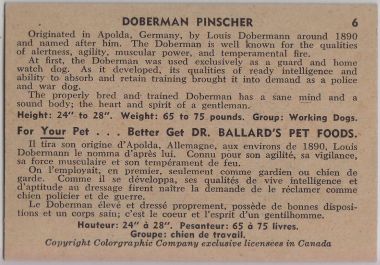 DOBERMAN PINSCHER 6
Originated in Apolda, Germany, by Louis Dobermann around 1890
and named after him. The Doberman is well known for the qualities
of alertness, agility, muscular power, and temperamental fire.
At first, the Doberman was used exclusively as a guard and home
watch dog. As it developed, its qualities of ready intelligence and
ability to absorb and retain training brought it into demand as a police
and war dog.
The properly bred and trained Doberman has a sane mind and a
sound body; the heart and spirit of a gentleman.
Height: 24" to 28". Weight: 65 to 75 pounds. Group: Working Dogs.
For Your Pet . . . Better Get DR. BALLARD'S PET FOODS.
Il tira son origine d'Apolda, Allemagne, aux environs de 1890, Louis
Dobermann le nomma d'après lui. Connu pour son agilité, sa vigilance,
sa force musculaire et son tempérament de feu.
On l'employait, en premier, seulement comme gardien ou chien de
garde. Comme il se développa, ses qualités de vive intelligence et
d'aptitude au dressage firent naître la demande de le réclamer comme
chien policier et de guerre.
Le Doberman élevé et dressé proprement, possède de bonnes disposi-
tions et un corps sain; c'est le coeur et l'esprit d'un gentilhomme.
Hauteur: 24" à 28". Pesanteur: 65 à 75 livres.
Groupe: chien de travail.
Copyright Colorgraphic Company exclusive licensees in Canada